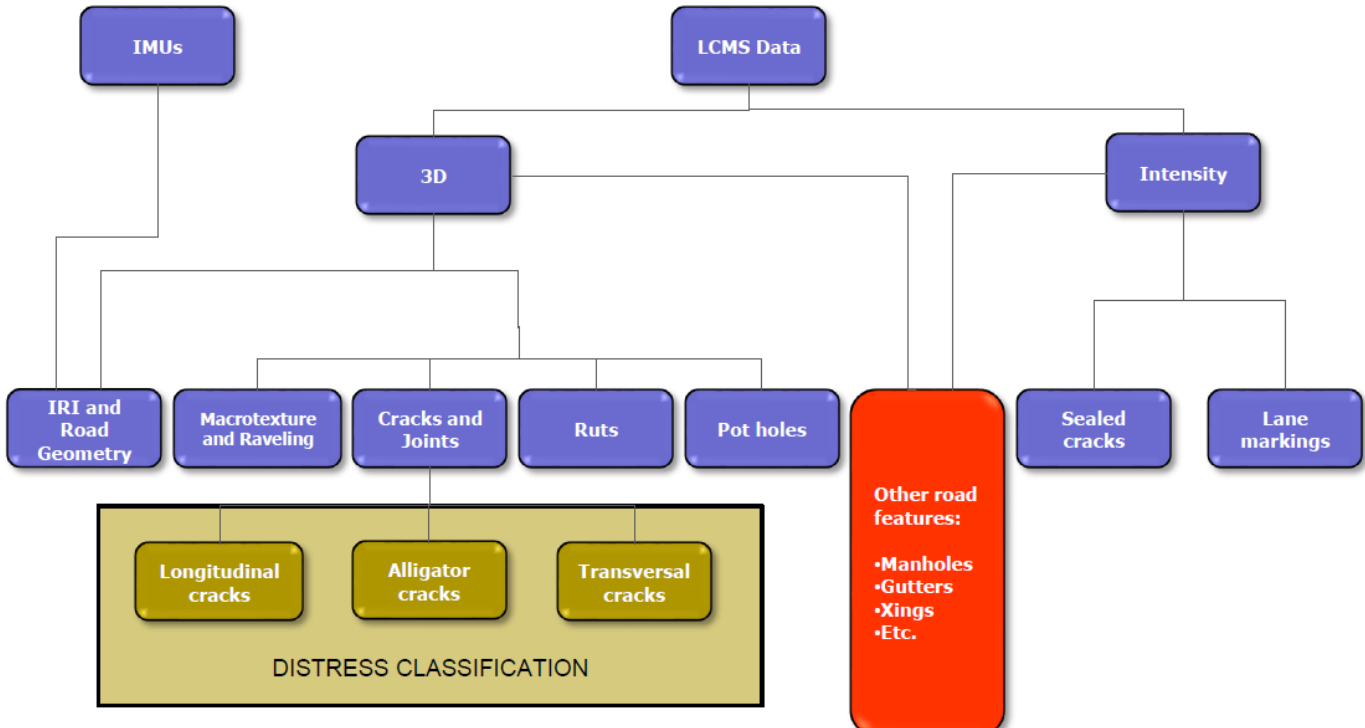 IMUs
LCMS Data
3D
Intensity
IRI and
Road
Geometry
Macrotexture
and Raveling
Cracks and
Joints
Ruts
Pot holes
Sealed
cracks
Lane
markings
Other road
features:
•Manholes
•Gutters
•Xings
•Etc.
Longitudinal
cracks
Alligator
cracks
Transversal
cracks
DISTRESS CLASSIFICATION